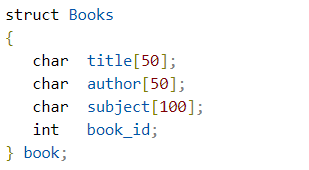 struct Books
{
   char  title[50];
   char  author[50];
   char  subject[100];
   int   book_id;
} book;